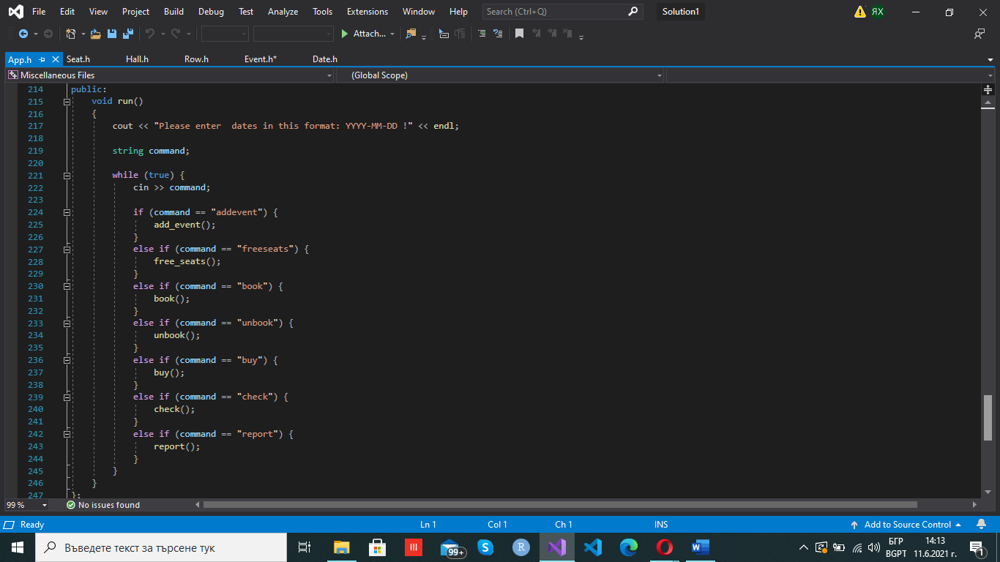 File Edit View Project Build Debug Test Analyze Tools Extensions Window Help Search (Ctrl+Q) Solution1 ЯХ
Attach...
App.h Seat.h Hall.h Row.h Event.h* Date.h
Miscellaneous Files (Global Scope)
214 public:
215 void run()
216 {
217 cout << "Please enter  dates in this format: YYYY-MM-DD !" << endl;
218
219 string command;
220
221 while (true) {
222 cin >> command;
223
224 if (command == "addevent") {
225 add_event();
226 }
227 else if (command == "freeseats") {
228 free_seats();
229 }
230 else if (command == "book") {
231 book();
232 }
233 else if (command == "unbook") {
234 unbook();
235 }
236 else if (command == "buy") {
237 buy();
238 }
239 else if (command == "check") {
240 check();
241 }
242 else if (command == "report") {
243 report();
244 }
245 }
246 }
247 };
99 % No issues found
Ready Ln 1 Col 1 Ch 1 INS Add to Source Control
Въведете текст за търсене тук 99+ S R W БГР 14:13
BGPT 11.6.2021 г. 1